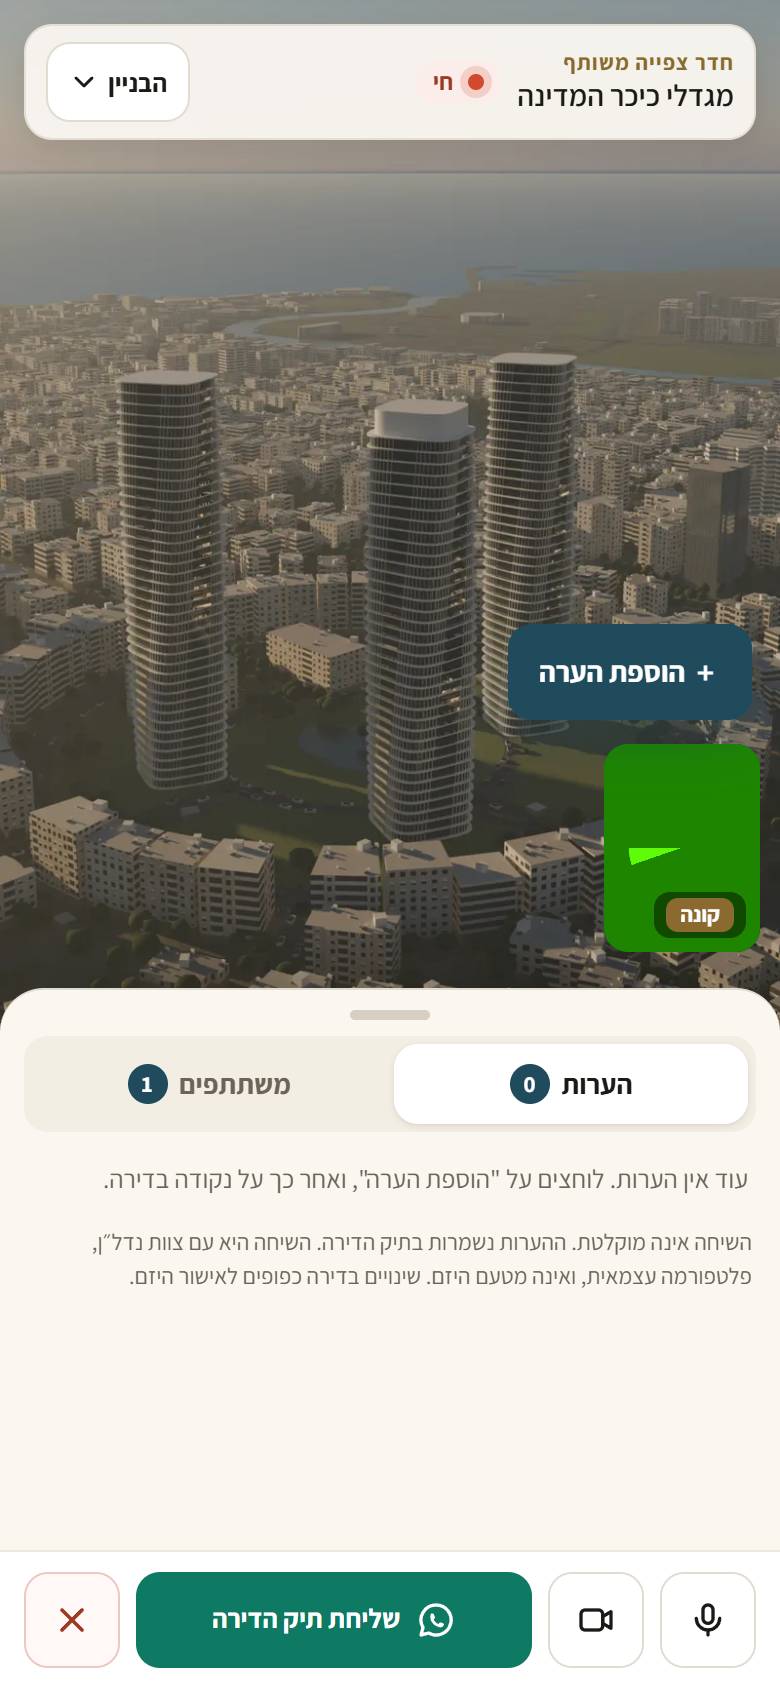 חדר צפייה משותף
מגדלי כיכר המדינה
חי
הבניין
+ הוספת הערה
קונה
הערות 0
משתתפים 1
עוד אין הערות. לוחצים על "הוספת הערה", ואחר כך על נקודה בדירה.
השיחה אינה מוקלטת. ההערות נשמרות בתיק הדירה. השיחה היא עם צוות נדל״ן,
פלטפורמה עצמאית, ואינה מטעם היזם. שינויים בדירה כפופים לאישור היזם.
שליחת תיק הדירה